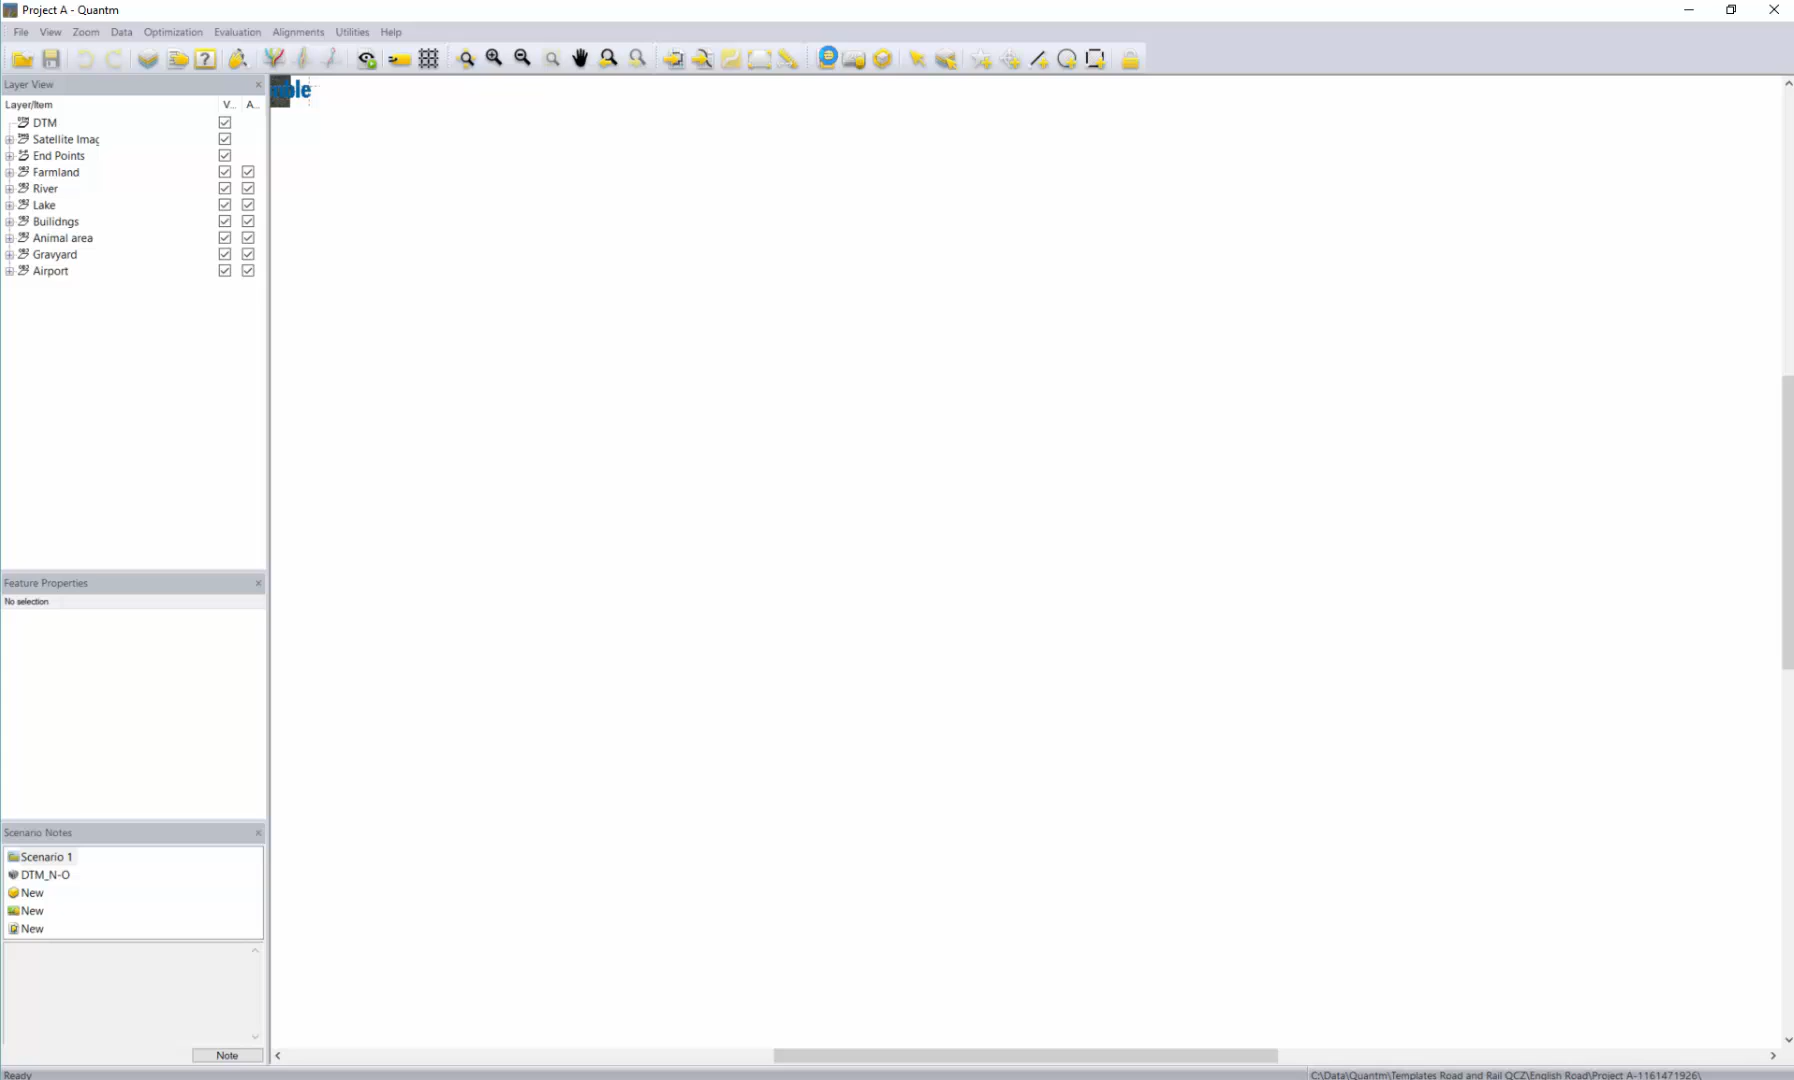 Project A - Quantm
File View Zoom Data Optimization Evaluation Alignments Utilities Help
Layer View
Layer/Item V... A...
DTM
Satellite Imag
End Points
Farmland
River
Lake
Builidngs
Animal area
Gravyard
Airport
Feature Properties
No selection
Scenario Notes
Scenario 1
DTM_N-O
New
New
New
Note
Ready C:\Data\Quantm\Templates Road and Rail QCZ\English Road\Project A-1161471926\